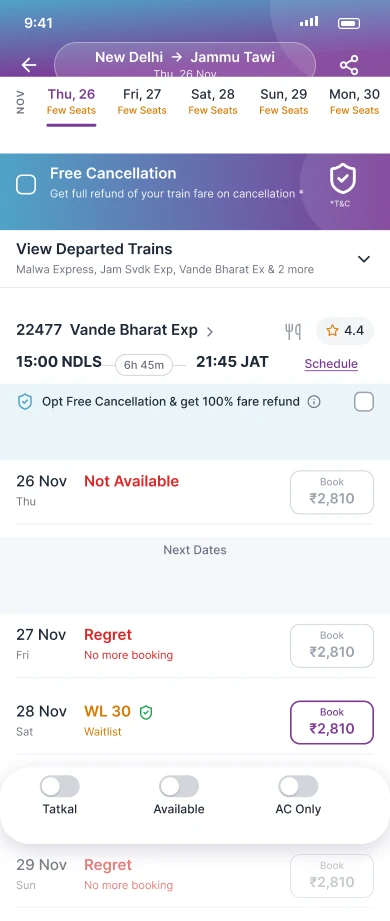 9:41
New Delhi → Jammu Tawi
Thu, 26 Nov
NOV
Thu, 26 Fri, 27 Sat, 28 Sun, 29 Mon, 30
Few Seats Few Seats Few Seats Few Seats Few Seats
Free Cancellation
Get full refund of your train fare on cancellation *
*T&C
View Departed Trains
Malwa Express, Jam Svdk Exp, Vande Bharat Ex & 2 more
22477 Vande Bharat Exp
4.4
15:00 NDLS 6h 45m 21:45 JAT Schedule
Opt Free Cancellation & get 100% fare refund
26 Nov Not Available Book
Thu ₹2,810
Next Dates
27 Nov Regret Book
Fri No more booking ₹2,810
28 Nov WL 30 Book
Sat Waitlist ₹2,810
Tatkal Available AC Only
29 Nov Regret Book
Sun No more booking ₹2,810